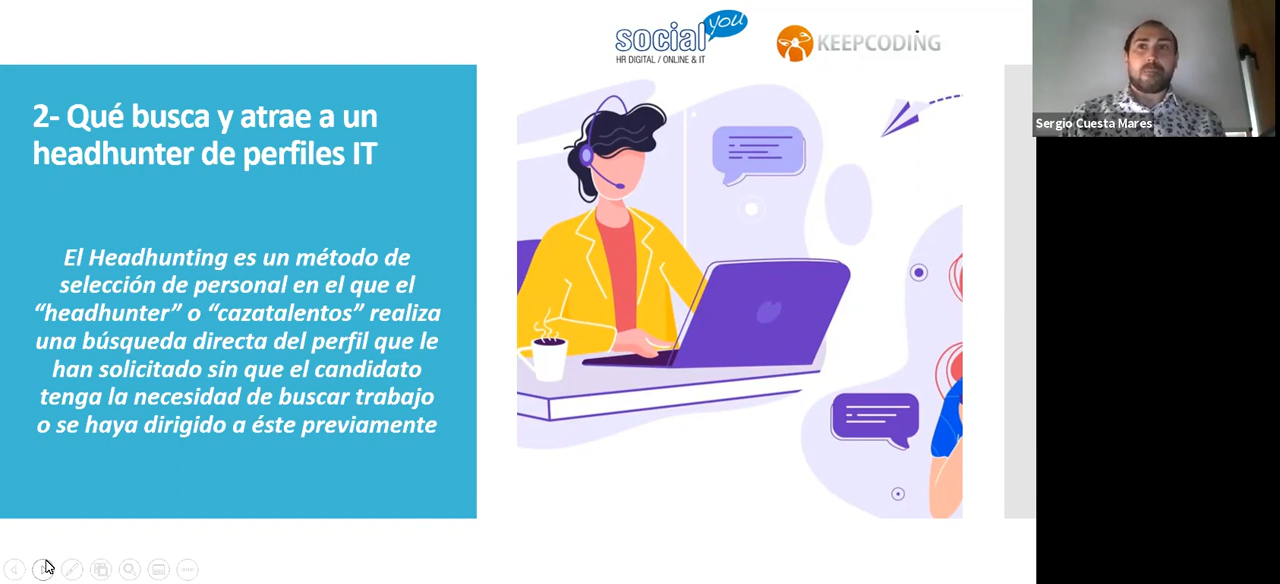 social you
HR DIGITAL / ONLINE & IT
KEEPCODING
Sergio Cuesta Mares
2- Qué busca y atrae a un
headhunter de perfiles IT
El Headhunting es un método de
selección de personal en el que el
“headhunter” o “cazatalentos” realiza
una búsqueda directa del perfil que le
han solicitado sin que el candidato
tenga la necesidad de buscar trabajo
o se haya dirigido a éste previamente